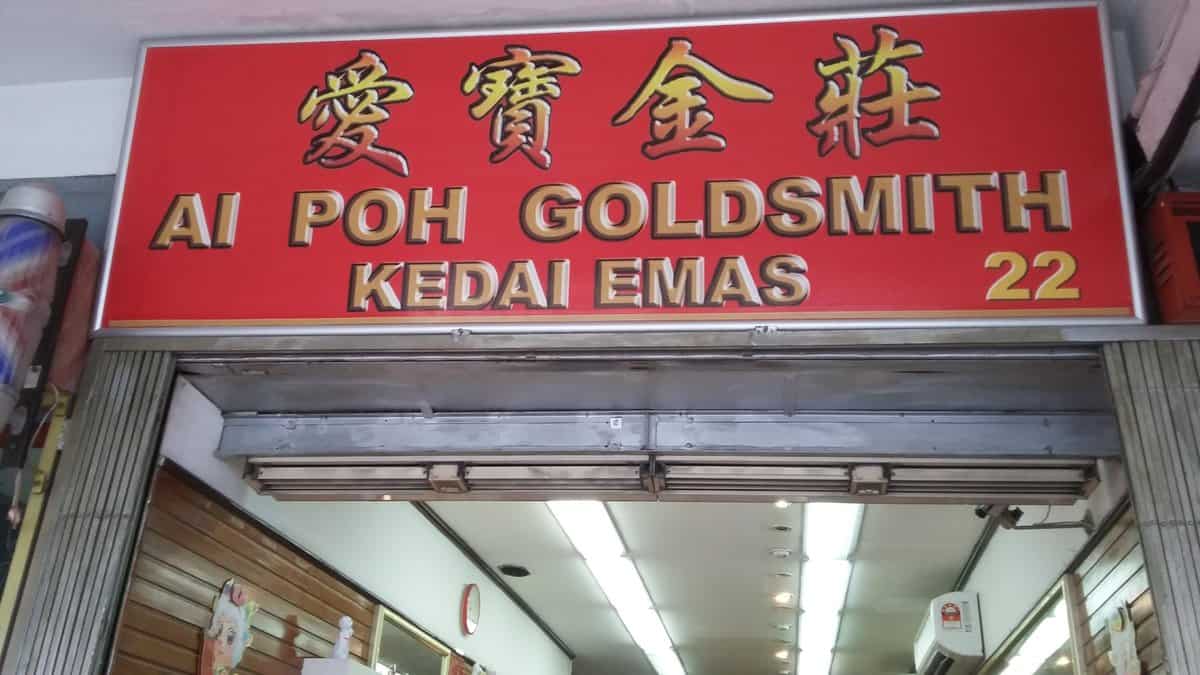 愛寶金莊
AI POH GOLDSMITH
KEDAI EMAS 22